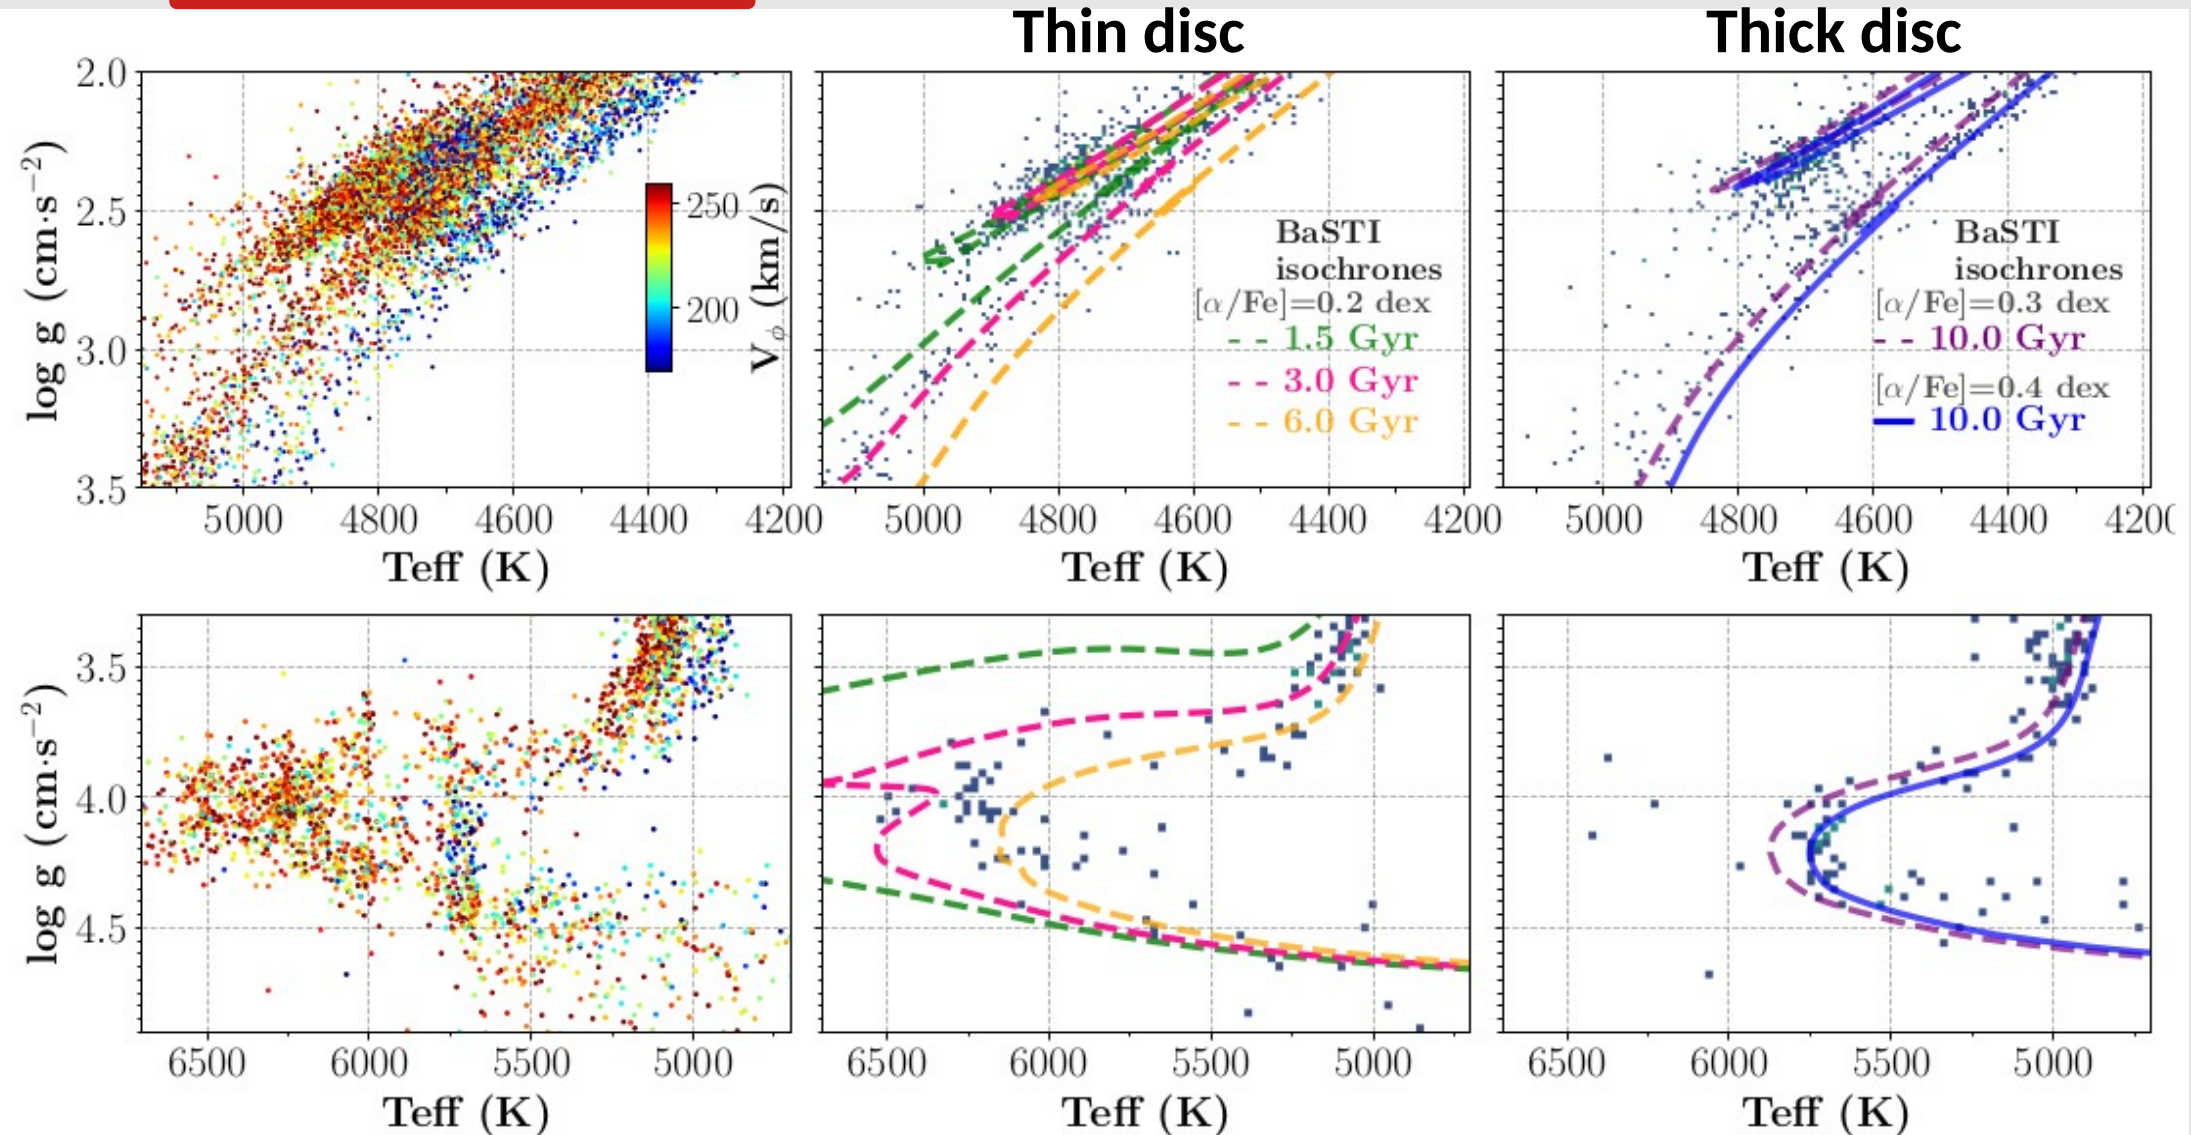 Thin disc
Thick disc
2.0
2.5
3.0
3.5
log g (cm·s⁻²)
5000 4800 4600 4400 4200
Teff (K)
250
200
V_ϕ (km/s)
BaSTI
isochrones
[α/Fe]=0.2 dex
1.5 Gyr
3.0 Gyr
6.0 Gyr
5000 4800 4600 4400 4200
Teff (K)
BaSTI
isochrones
[α/Fe]=0.3 dex
10.0 Gyr
[α/Fe]=0.4 dex
10.0 Gyr
5000 4800 4600 4400 420
Teff (K)
3.5
4.0
4.5
log g (cm·s⁻²)
6500 6000 5500 5000
Teff (K)
6500 6000 5500 5000
Teff (K)
6500 6000 5500 5000
Teff (K)